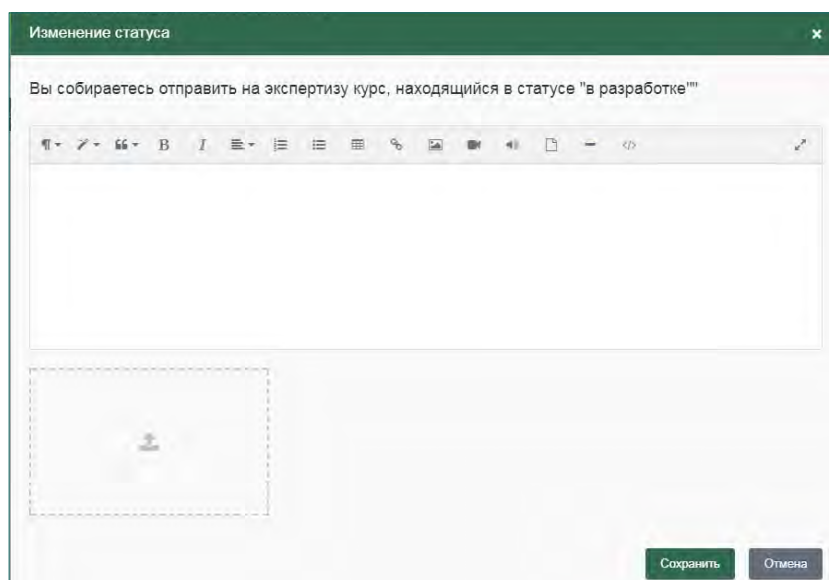 Изменение статуса
Вы собираетесь отправить на экспертизу курс, находящийся в статусе "в разработке""
B I
Сохранить Отмена